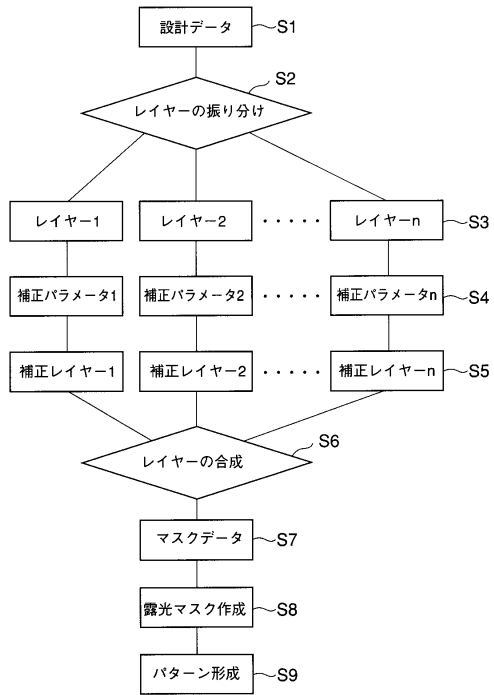 設計データ S1
S2
レイヤーの振り分け
レイヤー1 レイヤー2 ····· レイヤーn S3
補正パラメータ1 補正パラメータ2 ····· 補正パラメータn S4
補正レイヤー1 補正レイヤー2 ····· 補正レイヤーn S5
S6
レイヤーの合成
マスクデータ S7
露光マスク作成 S8
パターン形成 S9